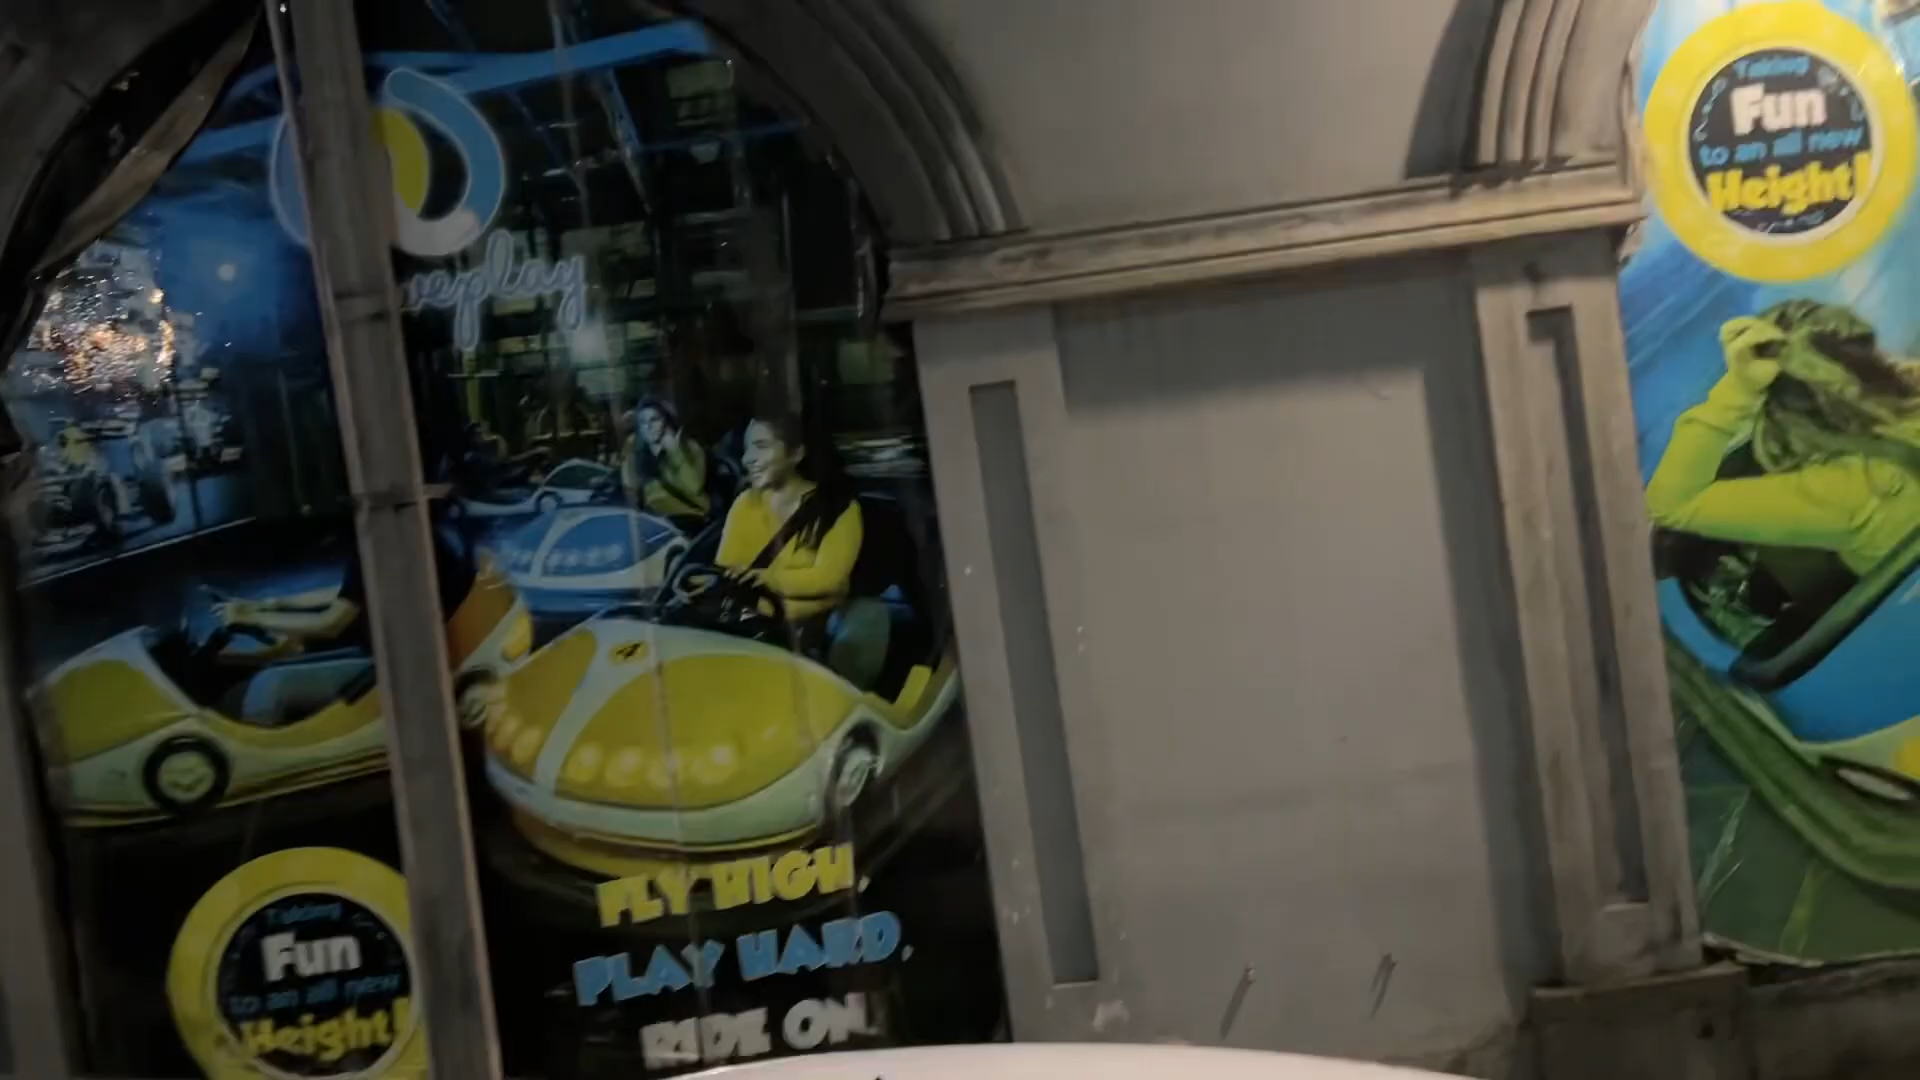 Taking
Fun
to an all new
Height!
FLY HIGH,
PLAY HARD,
RIDE ON.
Taking
Fun
to an all new
Height!